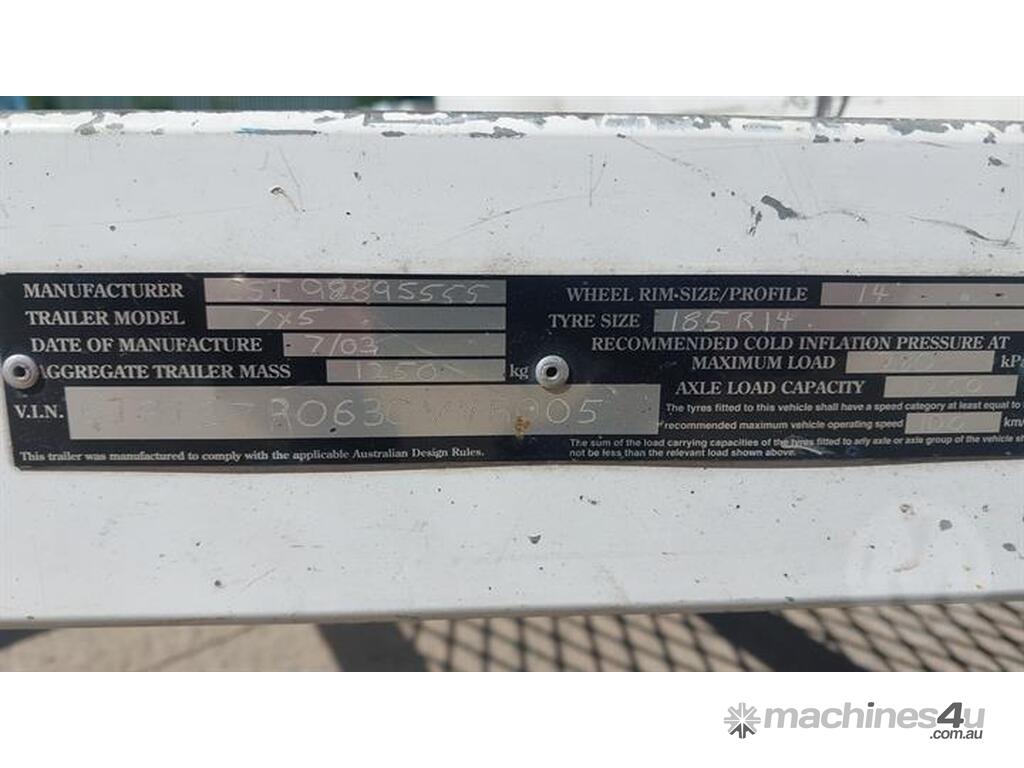 MANUFACTURER
TRAILER MODEL 7X5
DATE OF MANUFACTURE 7/03
AGGREGATE TRAILER MASS 1250 kg
V.I.N.
This trailer was manufactured to comply with the applicable Australian Design Rules.
WHEEL RIM-SIZE/PROFILE 14
TYRE SIZE 185R14
RECOMMENDED COLD INFLATION PRESSURE AT
MAXIMUM LOAD kPa
AXLE LOAD CAPACITY
The tyres fitted to this vehicle shall have a speed category at least equal to
recommended maximum vehicle operating speed km/
The sum of the load carrying capacities of the tyres fitted to any axle or axle group of the vehicle s
not be less than the relevant load shown above.
machines4u
.com.au